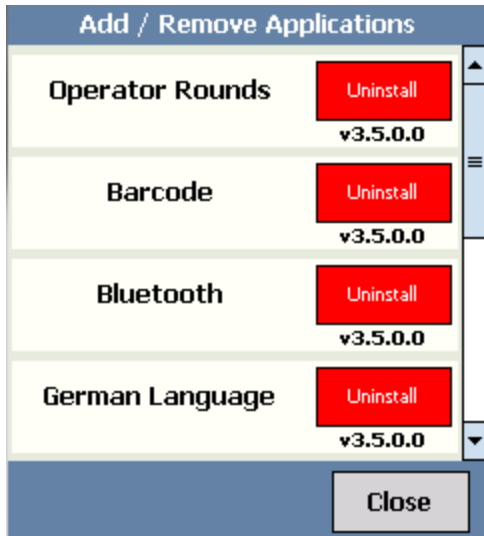 Add / Remove Applications
Operator Rounds
Uninstall
v3.5.0.0
Barcode
Uninstall
v3.5.0.0
Bluetooth
Uninstall
v3.5.0.0
German Language
Uninstall
v3.5.0.0
Close